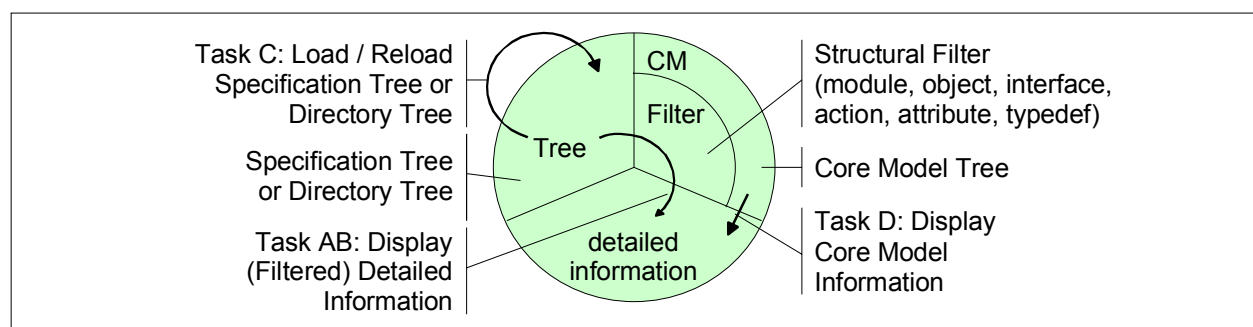 Task C: Load / Reload
Specification Tree or
Directory Tree
Specification Tree
or Directory Tree
Task AB: Display
(Filtered) Detailed
Information
CM
Filter
Tree
detailed
information
Structural Filter
(module, object, interface,
action, attribute, typedef)
Core Model Tree
Task D: Display
Core Model
Information